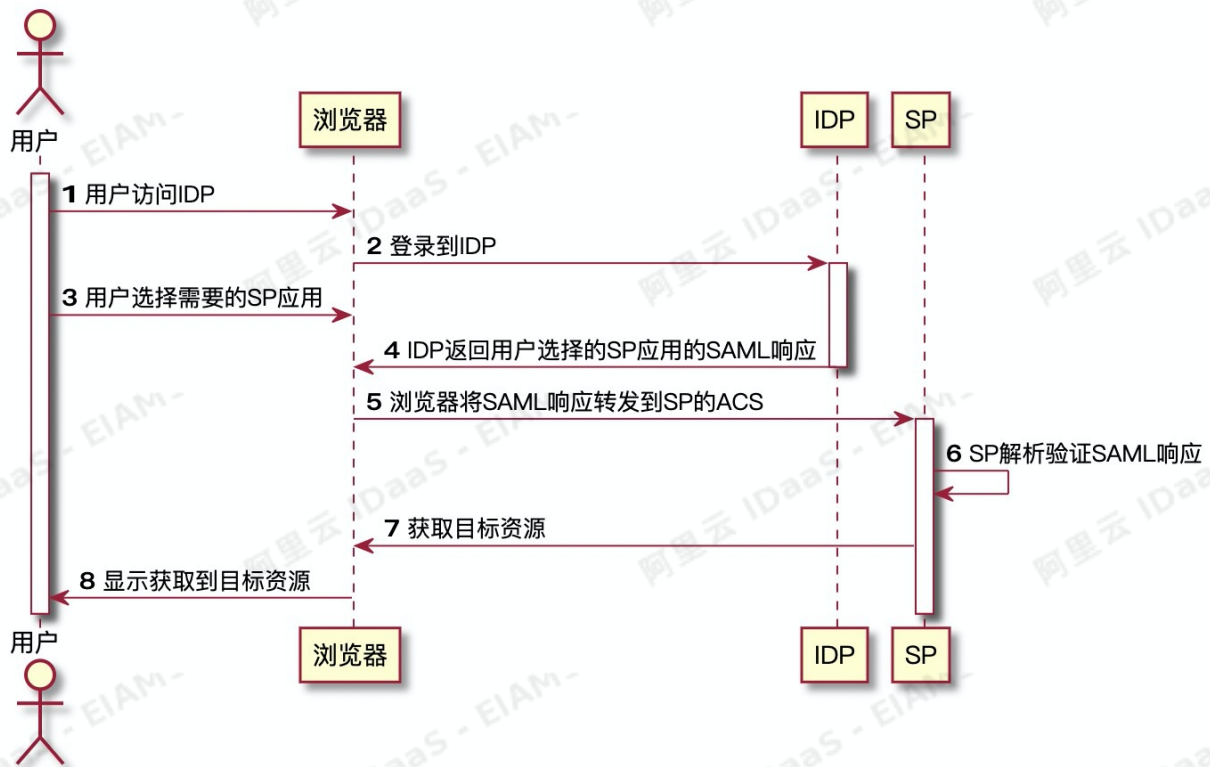 用户
浏览器
IDP
SP
1 用户访问IDP
2 登录到IDP
3 用户选择需要的SP应用
4 IDP返回用户选择的SP应用的SAML响应
5 浏览器将SAML响应转发到SP的ACS
6 SP解析验证SAML响应
7 获取目标资源
8 显示获取到目标资源
用户
浏览器
IDP
SP
阿里云 IDaaS - EIAM-